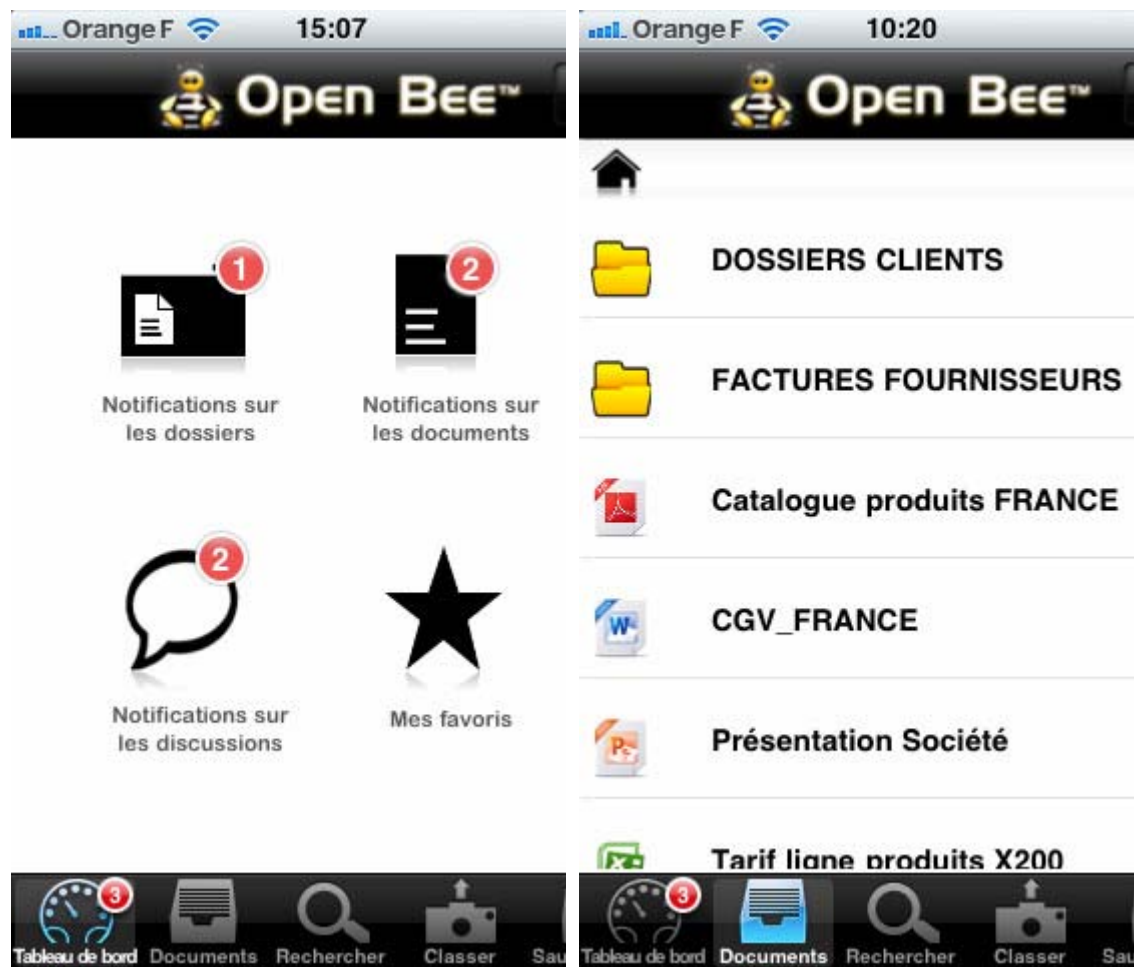 Orange F 15:07
Open Bee™
1
2
Notifications sur
les dossiers
Notifications sur
les documents
2
Notifications sur
les discussions
Mes favoris
3
Tableau de bord Documents Rechercher Classer Sau
Orange F 10:20
Open Bee™
DOSSIERS CLIENTS
FACTURES FOURNISSEURS
Catalogue produits FRANCE
CGV_FRANCE
Présentation Société
Tarif ligne produits X200
3
Tableau de bord Documents Rechercher Classer Sau